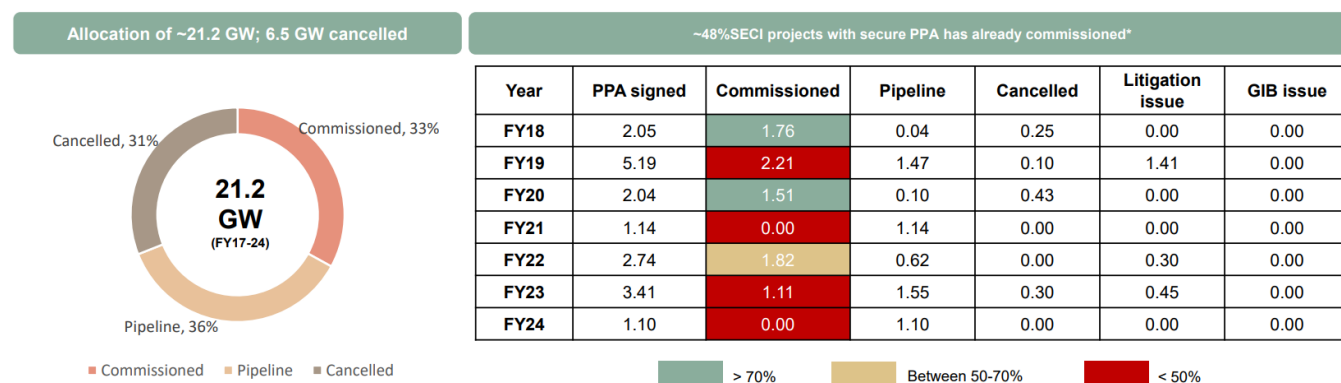 Allocation of ~21.2 GW; 6.5 GW cancelled
Commissioned, 33%
Cancelled, 31%
21.2
GW
(FY17-24)
Pipeline, 36%
Commissioned Pipeline Cancelled
~48%SECI projects with secure PPA has already commissioned*
Year PPA signed Commissioned Pipeline Cancelled Litigation issue GIB issue
FY18 2.05 1.76 0.04 0.25 0.00 0.00
FY19 5.19 2.21 1.47 0.10 1.41 0.00
FY20 2.04 1.51 0.10 0.43 0.00 0.00
FY21 1.14 0.00 1.14 0.00 0.00 0.00
FY22 2.74 1.82 0.62 0.00 0.30 0.00
FY23 3.41 1.11 1.55 0.30 0.45 0.00
FY24 1.10 0.00 1.10 0.00 0.00 0.00
> 70% Between 50-70% < 50%